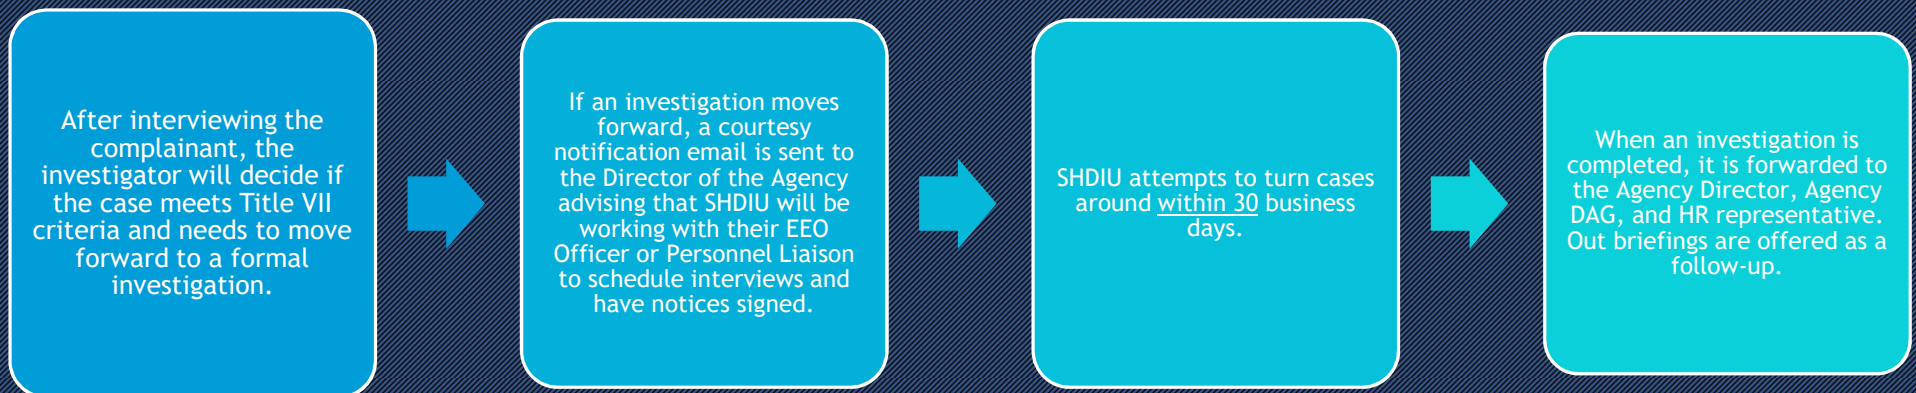 After interviewing the
complainant, the
investigator will decide if
the case meets Title VII
criteria and needs to move
forward to a formal
investigation.
If an investigation moves
forward, a courtesy
notification email is sent to
the Director of the Agency
advising that SHDIU will be
working with their EEO
Officer or Personnel Liaison
to schedule interviews and
have notices signed.
SHDIU attempts to turn cases
around within 30 business
days.
When an investigation is
completed, it is forwarded to
the Agency Director, Agency
DAG, and HR representative.
Out briefings are offered as a
follow-up.